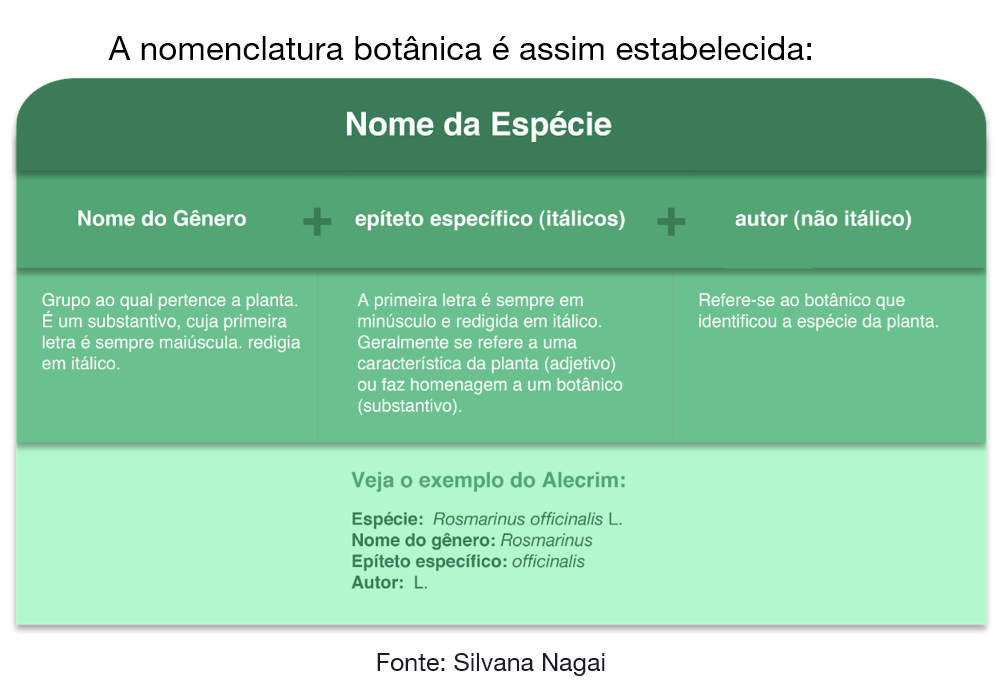 A nomenclatura botânica é assim estabelecida:
Nome da Espécie
Nome do Gênero + epíteto específico (itálicos) + autor (não itálico)
Grupo ao qual pertence a planta.
É um substantivo, cuja primeira
letra é sempre maiúscula. redigia
em itálico.
A primeira letra é sempre em
minúsculo e redigida em itálico.
Geralmente se refere a uma
característica da planta (adjetivo)
ou faz homenagem a um botânico
(substantivo).
Refere-se ao botânico que
identificou a espécie da planta.
Veja o exemplo do Alecrim:
Espécie: Rosmarinus officinalis L.
Nome do gênero: Rosmarinus
Epíteto específico: officinalis
Autor: L.
Fonte: Silvana Nagai